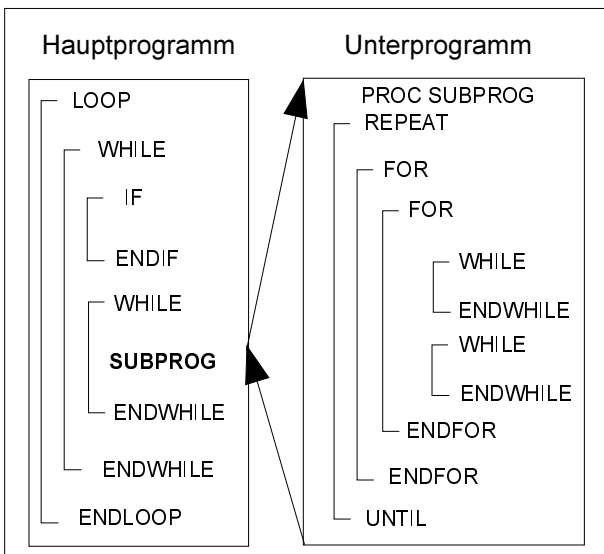 Hauptprogramm
LOOP
WHILE
IF
ENDIF
WHILE
SUBPROG
ENDWHILE
ENDWHILE
ENDLOOP
Unterprogramm
PROC SUBPROG
REPEAT
FOR
FOR
WHILE
ENDWHILE
WHILE
ENDWHILE
ENDFOR
ENDFOR
UNTIL